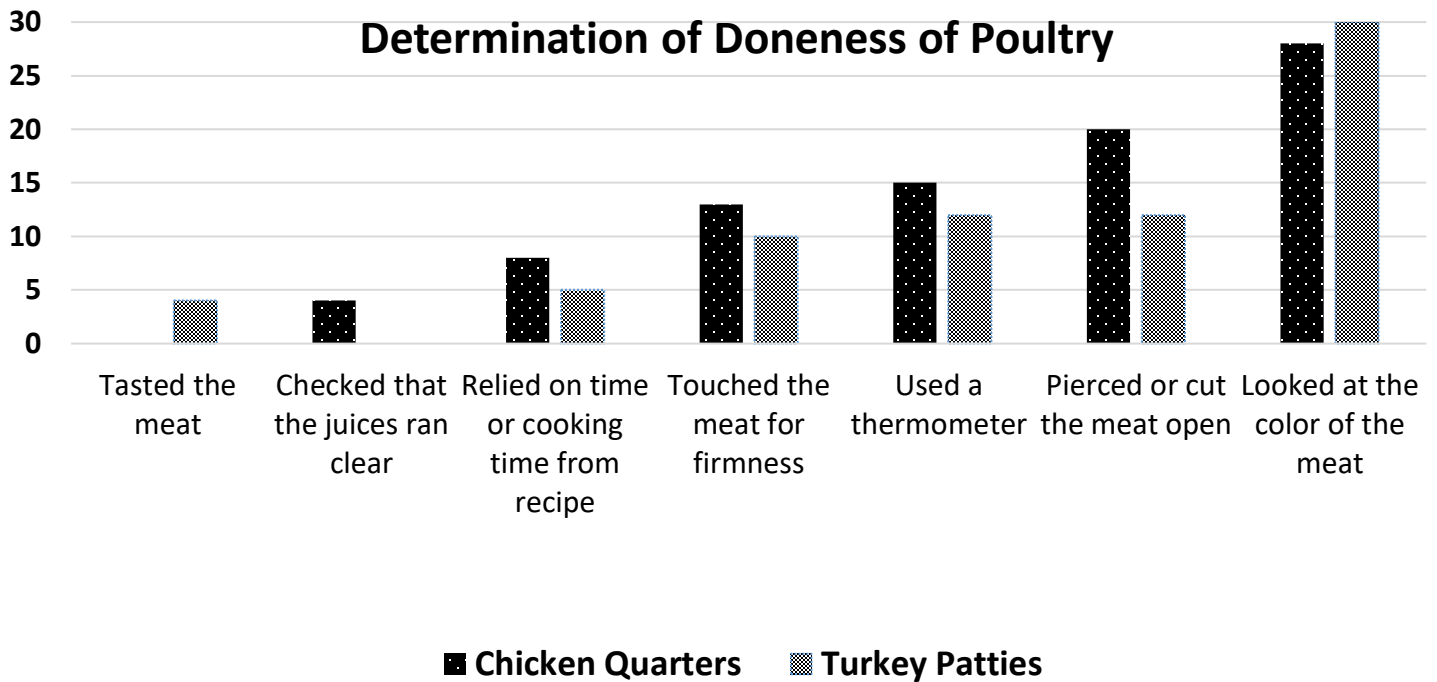 Determination of Doneness of Poultry
30
25
20
15
10
5
0
Tasted the
meat
Checked that
the juices ran
clear
Relied on time
or cooking
time from
recipe
Touched the
meat for
firmness
Used a
thermometer
Pierced or cut
the meat open
Looked at the
color of the
meat
Chicken Quarters
Turkey Patties